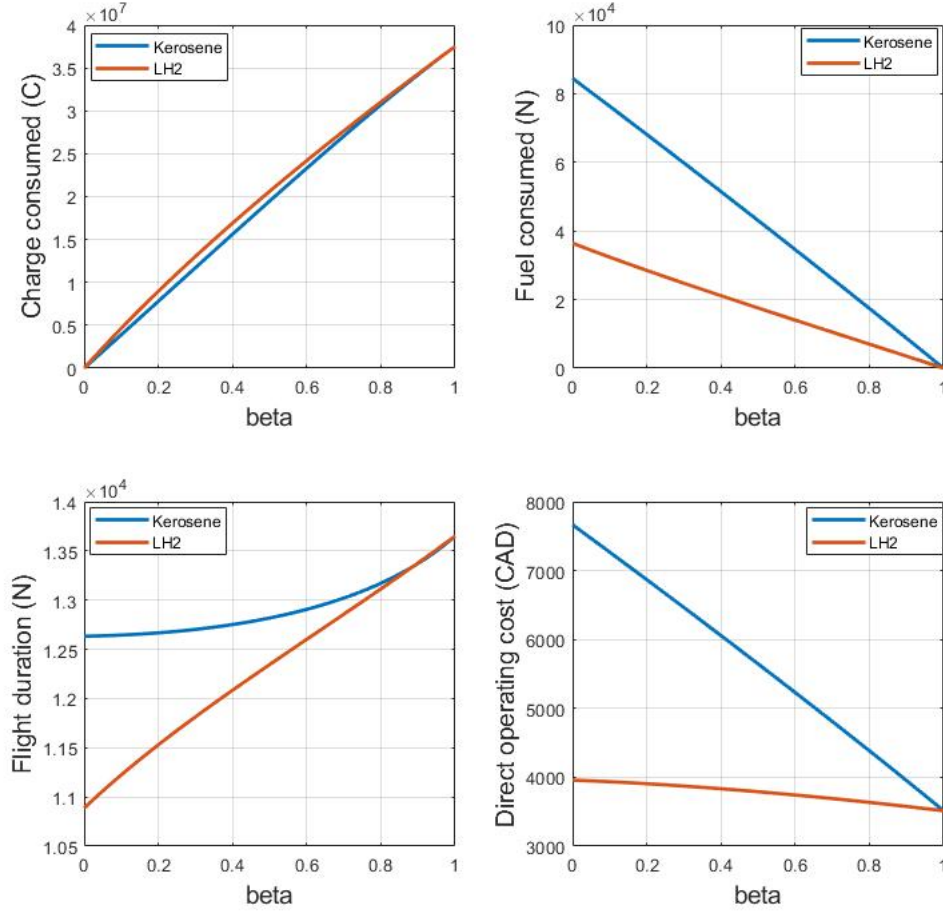 ×10^7
Charge consumed (C)
4
3.5
3
2.5
2
1.5
1
0.5
0
Kerosene
LH2
0 0.2 0.4 0.6 0.8 1
beta
×10^4
Fuel consumed (N)
10
8
6
4
2
0
Kerosene
LH2
0 0.2 0.4 0.6 0.8 1
beta
×10^4
Flight duration (N)
1.4
1.35
1.3
1.25
1.2
1.15
1.1
1.05
Kerosene
LH2
0 0.2 0.4 0.6 0.8 1
beta
Direct operating cost (CAD)
8000
7000
6000
5000
4000
3000
Kerosene
LH2
0 0.2 0.4 0.6 0.8 1
beta